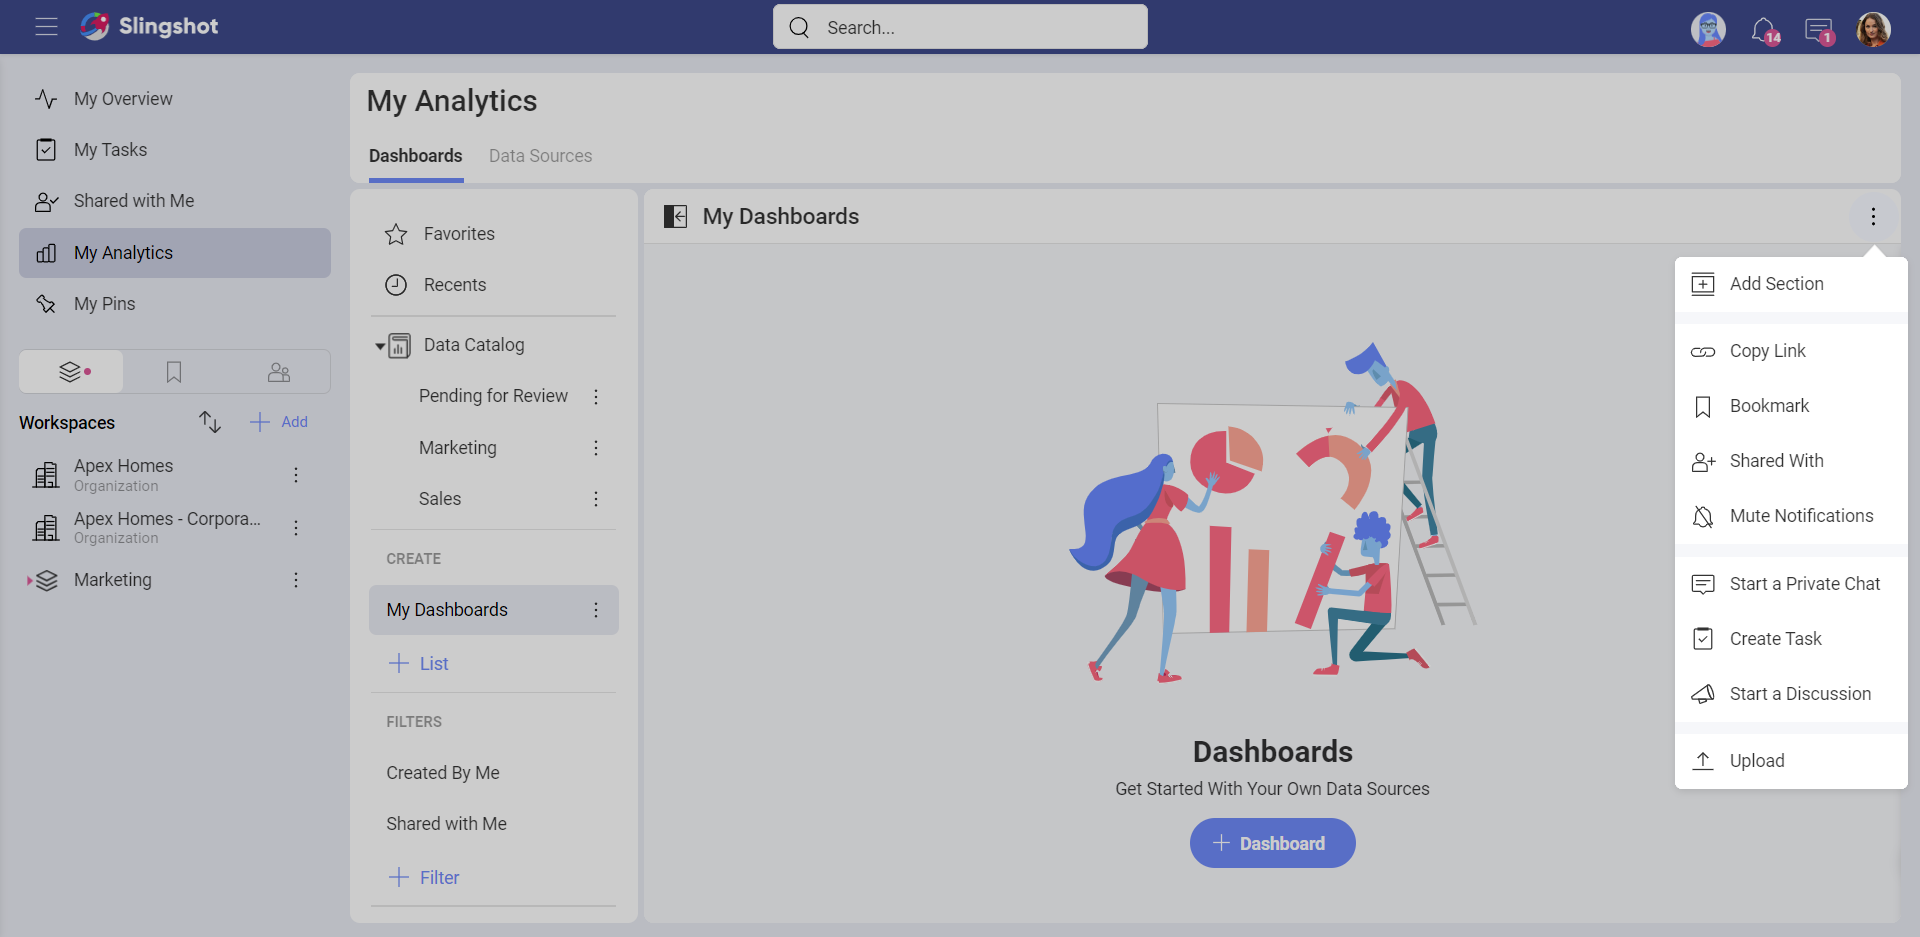 Slingshot
Search...
14
1
My Overview
My Tasks
Shared with Me
My Analytics
My Pins
Workspaces
Add
Apex Homes
Organization
Apex Homes - Corpora...
Organization
Marketing
My Analytics
Dashboards
Data Sources
Favorites
Recents
Data Catalog
Pending for Review
Marketing
Sales
CREATE
My Dashboards
List
FILTERS
Created By Me
Shared with Me
Filter
My Dashboards
Dashboards
Get Started With Your Own Data Sources
Dashboard
Add Section
Copy Link
Bookmark
Shared With
Mute Notifications
Start a Private Chat
Create Task
Start a Discussion
Upload